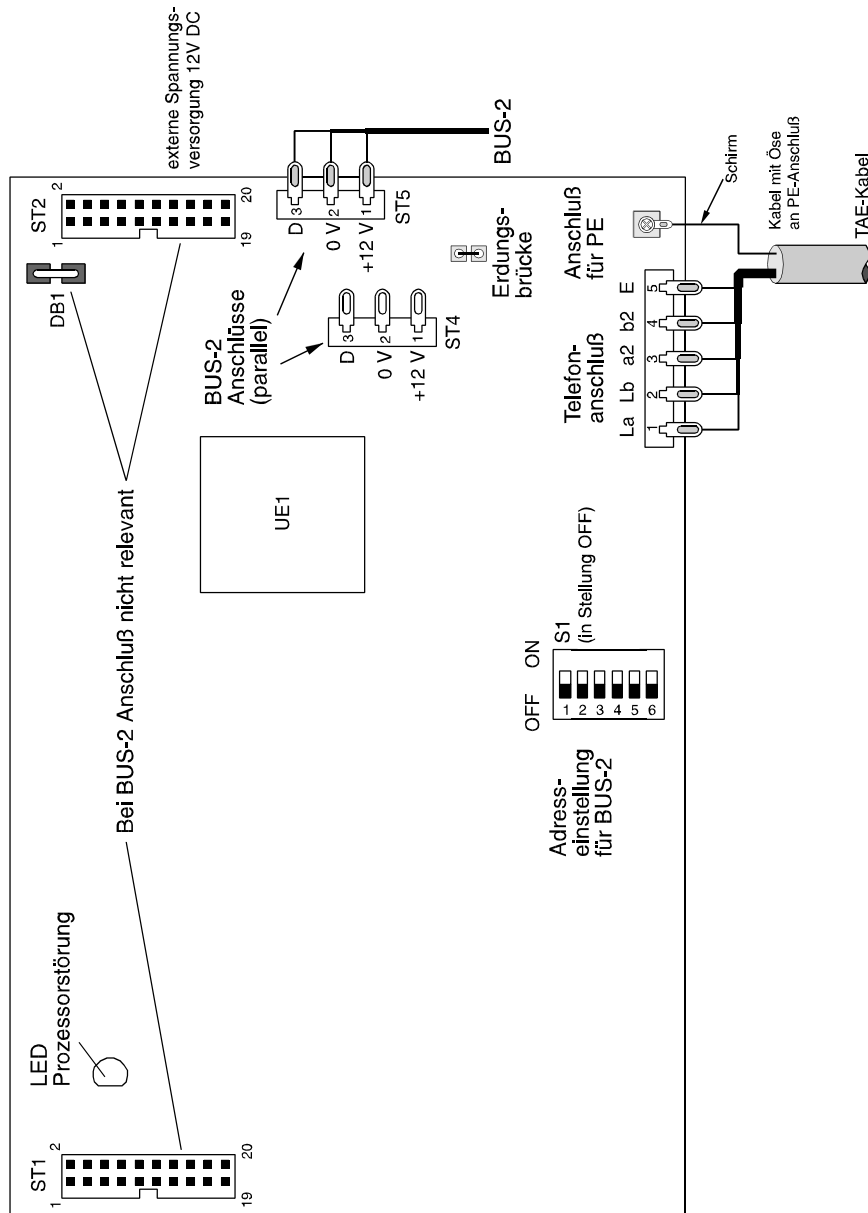 externe Spannungs-
versorgung 12V DC
ST2
1
2
19
20
DB1
BUS-2
Anschlüsse
(parallel)
D
0 V
+12 V
3
2
1
ST5
BUS-2
D
0 V
+12 V
3
2
1
ST4
Erdungs-
brücke
Anschluß
für PE
Schirm
Kabel mit Öse
an PE-Anschluß
TAE-Kabel
Telefon-
anschluß
La
Lb
a2
b2
E
1
2
3
4
5
UE1
Bei BUS-2 Anschluß nicht relevant
OFF
ON
S1
(in Stellung OFF)
1
2
3
4
5
6
Adress-
einstellung
für BUS-2
LED
Prozessorstörung
ST1
1
2
19
20